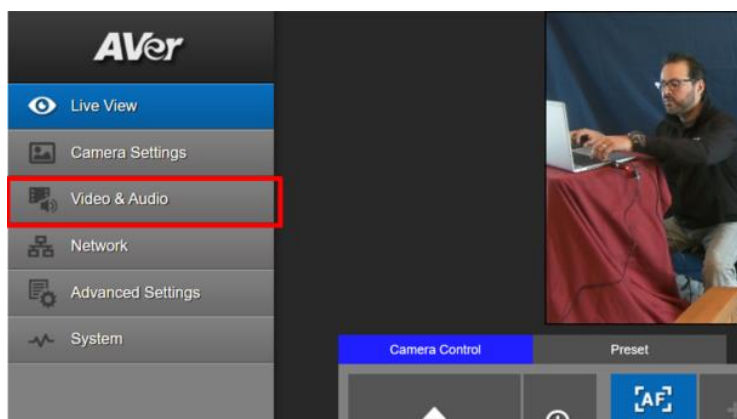 AVer
Live View
Camera Settings
Video & Audio
Network
Advanced Settings
System
Camera Control
Preset
AF